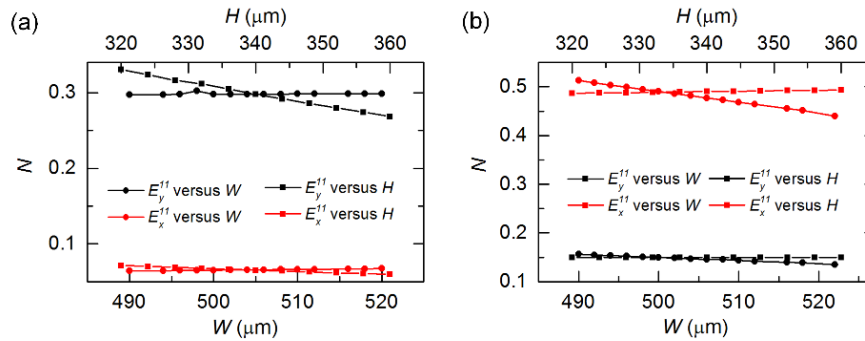 (a)
H (μm)
320 330 340 350 360
0.3
0.2
0.1
N
E_y^11 versus W
E_y^11 versus H
E_x^11 versus W
E_x^11 versus H
490 500 510 520
W (μm)
(b)
H (μm)
320 330 340 350 360
0.5
0.4
0.3
0.2
0.1
N
E_y^11 versus W
E_y^11 versus H
E_x^11 versus W
E_x^11 versus H
490 500 510 520
W (μm)